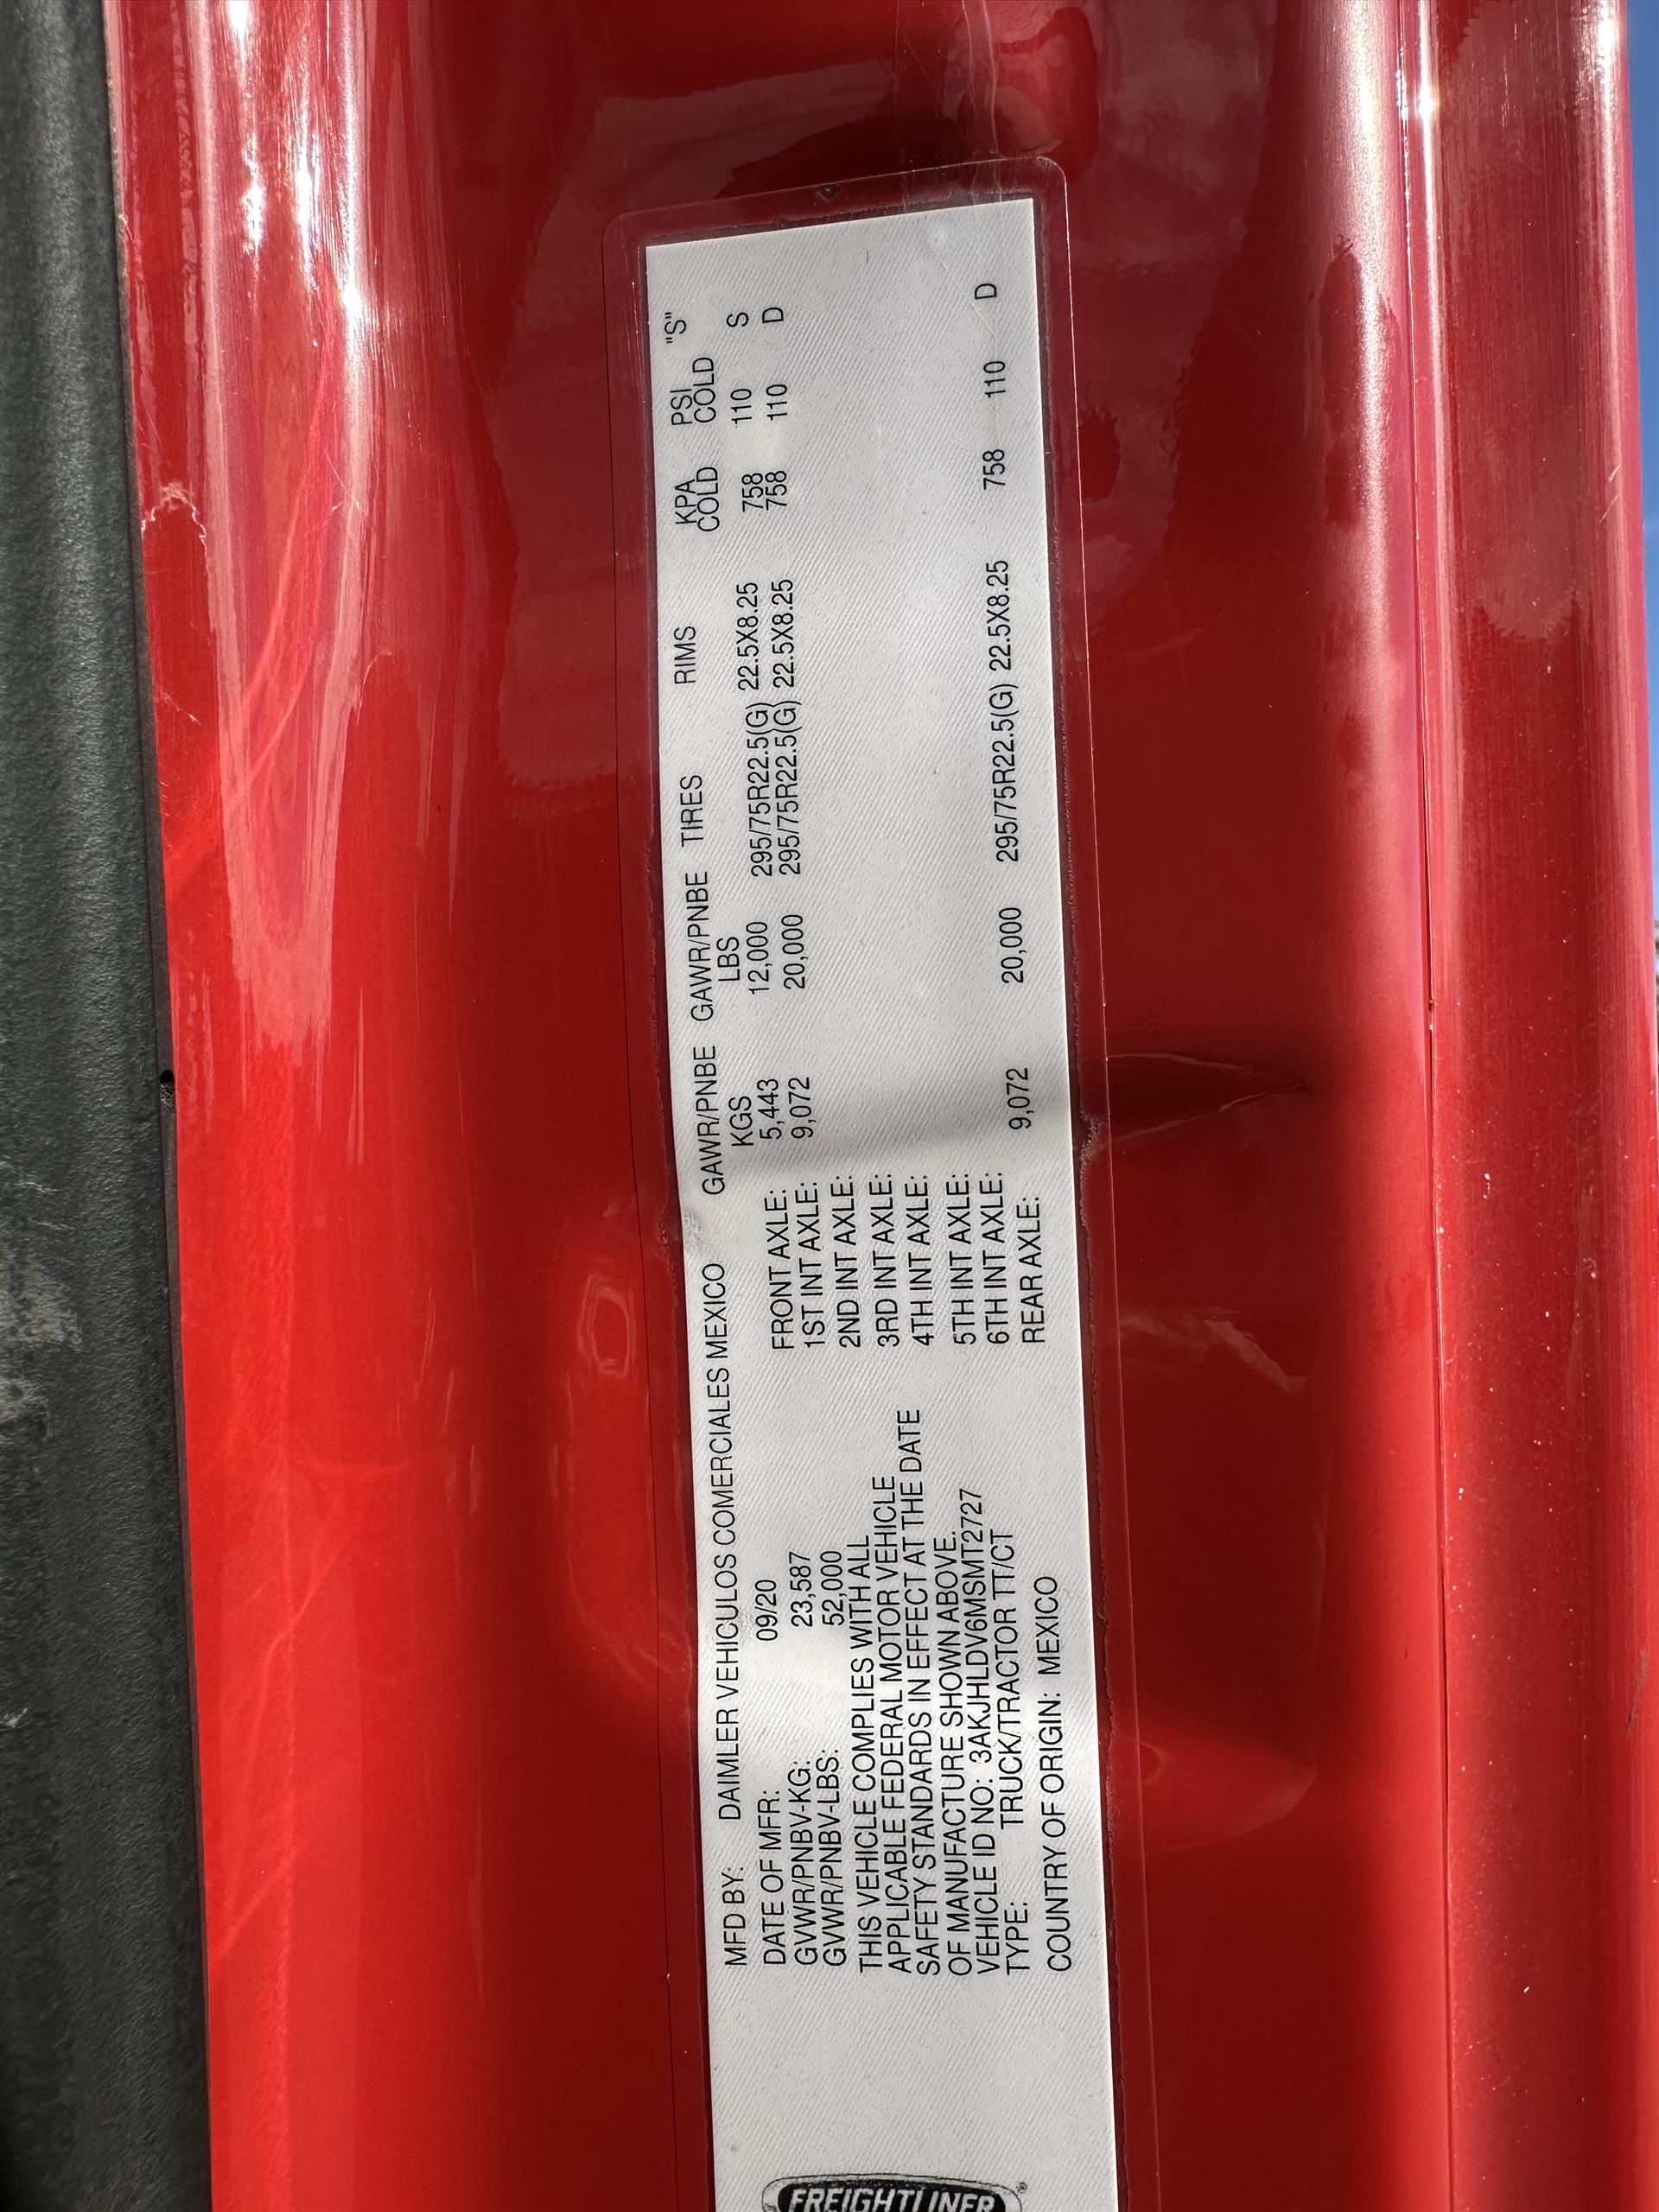 FREIGHTLINER®
MFD BY: DAIMLER VEHICULOS COMERCIALES MEXICO
DATE OF MFR: 09/20
GVWR/PNBV-KG: 23,587
GVWR/PNBV-LBS: 52,000
THIS VEHICLE COMPLIES WITH ALL
APPLICABLE FEDERAL MOTOR VEHICLE
SAFETY STANDARDS IN EFFECT AT THE DATE
OF MANUFACTURE SHOWN ABOVE.
VEHICLE ID NO: 3AKJHLDV6MSMT2727
TYPE: TRUCK/TRACTOR TT/CT
COUNTRY OF ORIGIN: MEXICO
GAWR/PNBE GAWR/PNBE TIRES RIMS KPA PSI "S"
KGS LBS COLD COLD
FRONT AXLE: 5,443 12,000 295/75R22.5(G) 22.5X8.25 758 110 S
1ST INT AXLE: 9,072 20,000 295/75R22.5(G) 22.5X8.25 758 110 D
2ND INT AXLE:
3RD INT AXLE:
4TH INT AXLE:
5TH INT AXLE:
6TH INT AXLE:
REAR AXLE: 9,072 20,000 295/75R22.5(G) 22.5X8.25 758 110 D